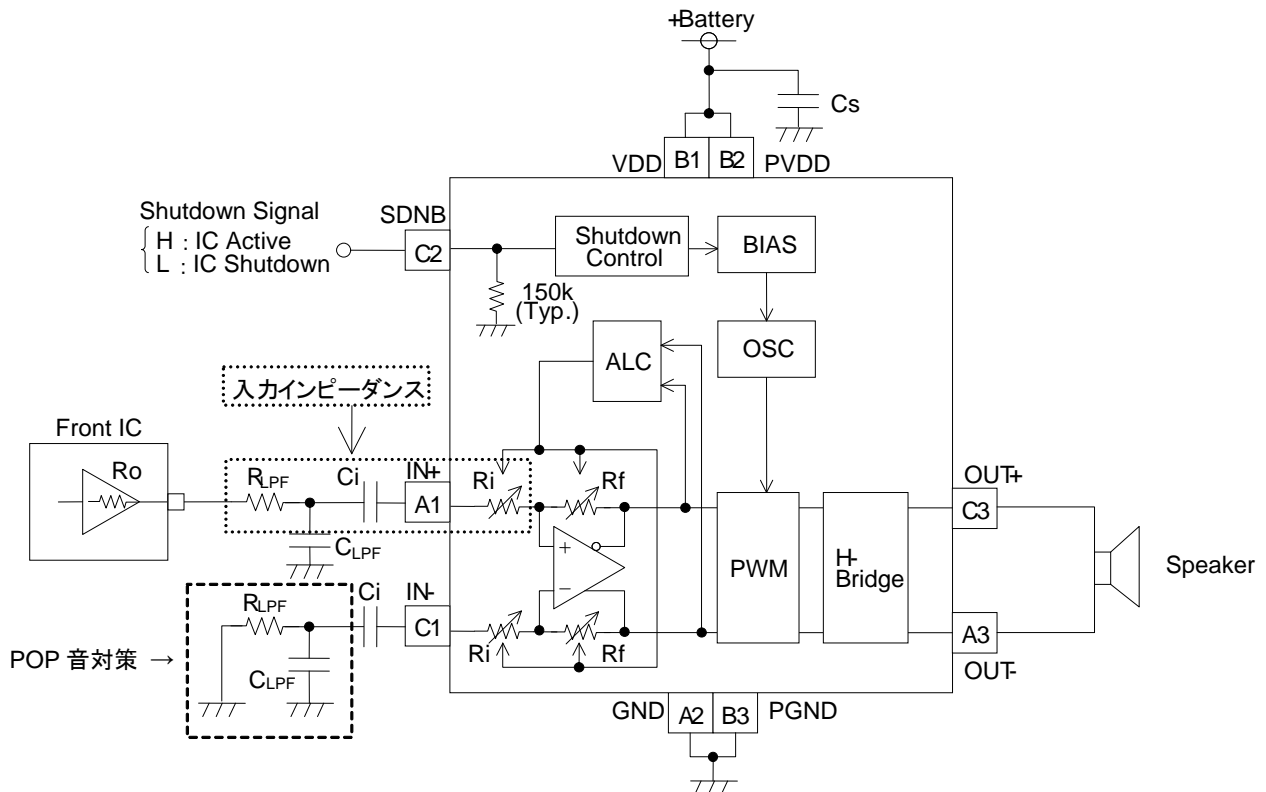 +Battery
Cs
VDD B1 B2 PVDD
Shutdown Signal
H : IC Active
L : IC Shutdown
SDNB
C2
150k
(Typ.)
Shutdown
Control
BIAS
OSC
ALC
入力インピーダンス
Front IC
Ro
RLPF
Ci
IN+
A1
Ri
Rf
CLPF
+
−
PWM
H-
Bridge
OUT+
C3
Speaker
A3
OUT-
POP 音対策 →
RLPF
CLPF
Ci
IN-
C1
Ri
Rf
GND A2 B3 PGND